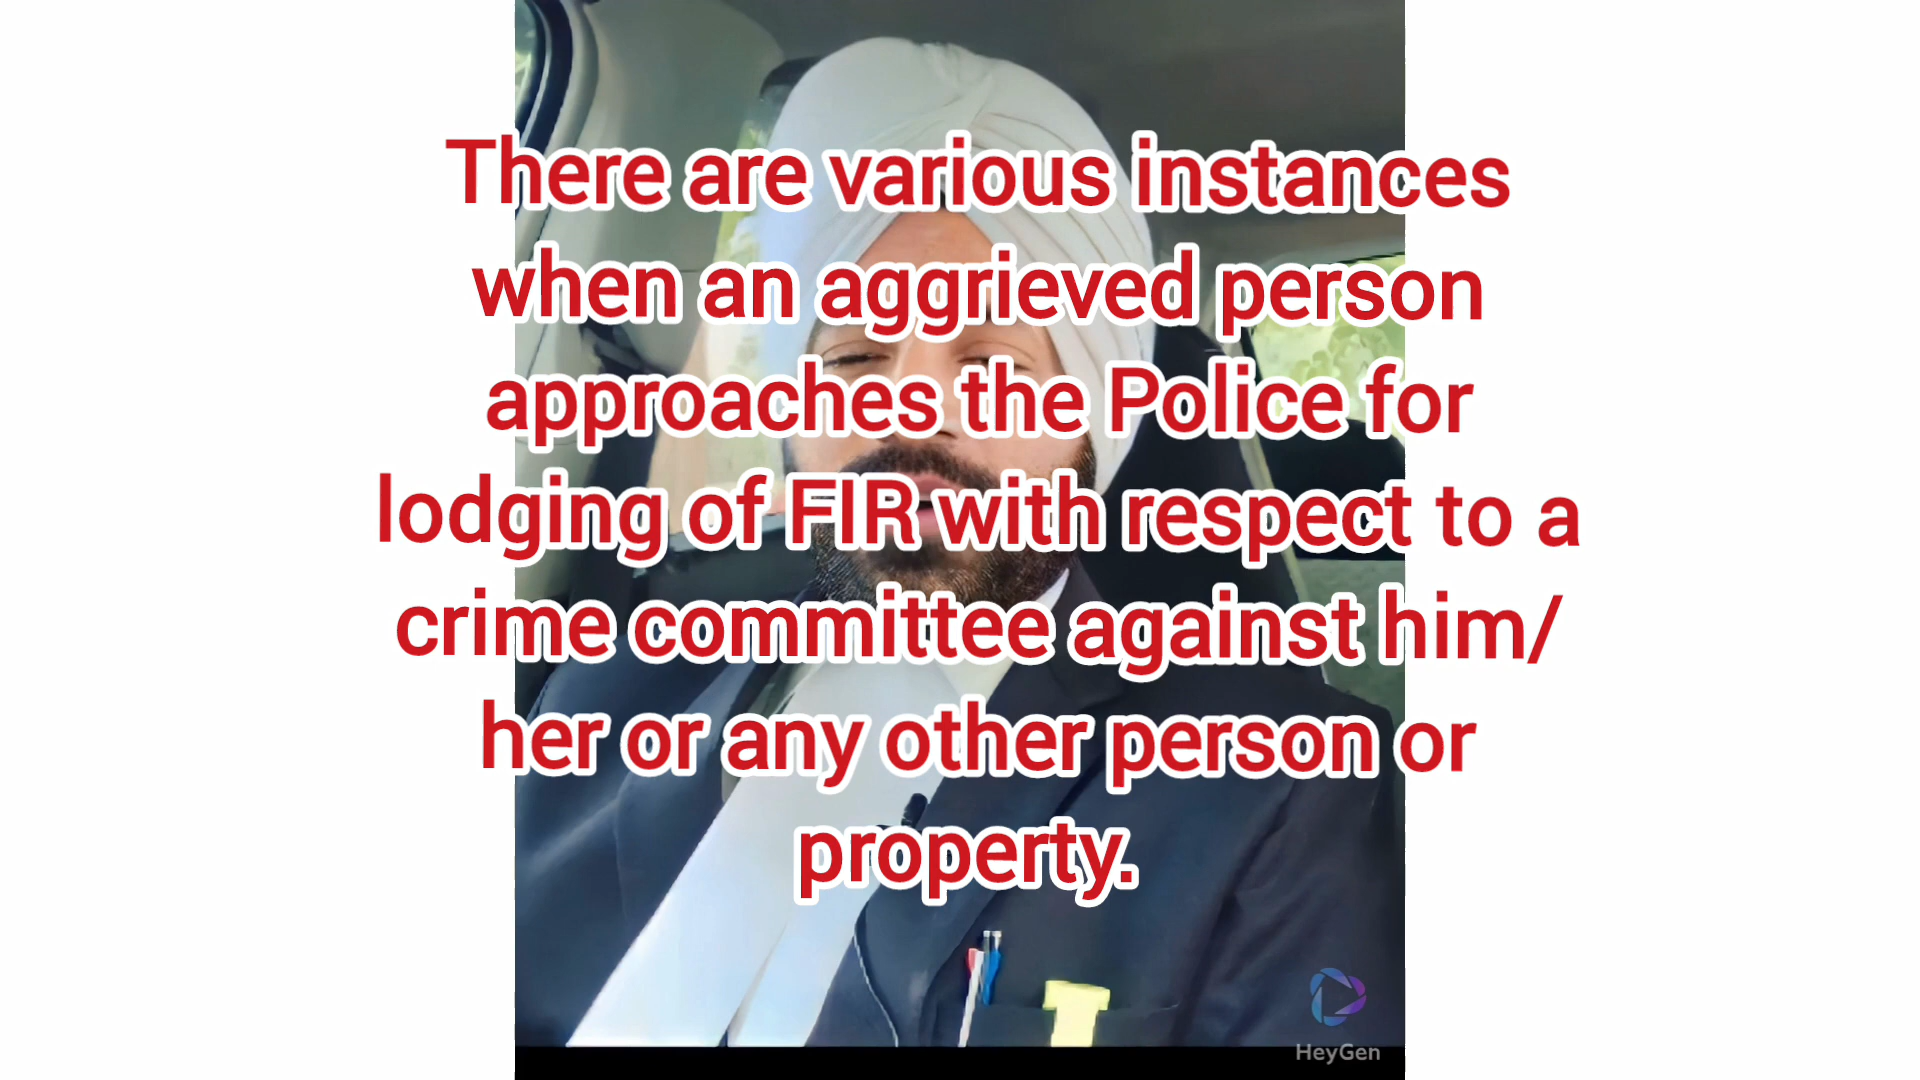 There are various instances
when an aggrieved person
approaches the Police for
lodging of FIR with respect to a
crime committee against him/
her or any other person or
property.
HeyGen